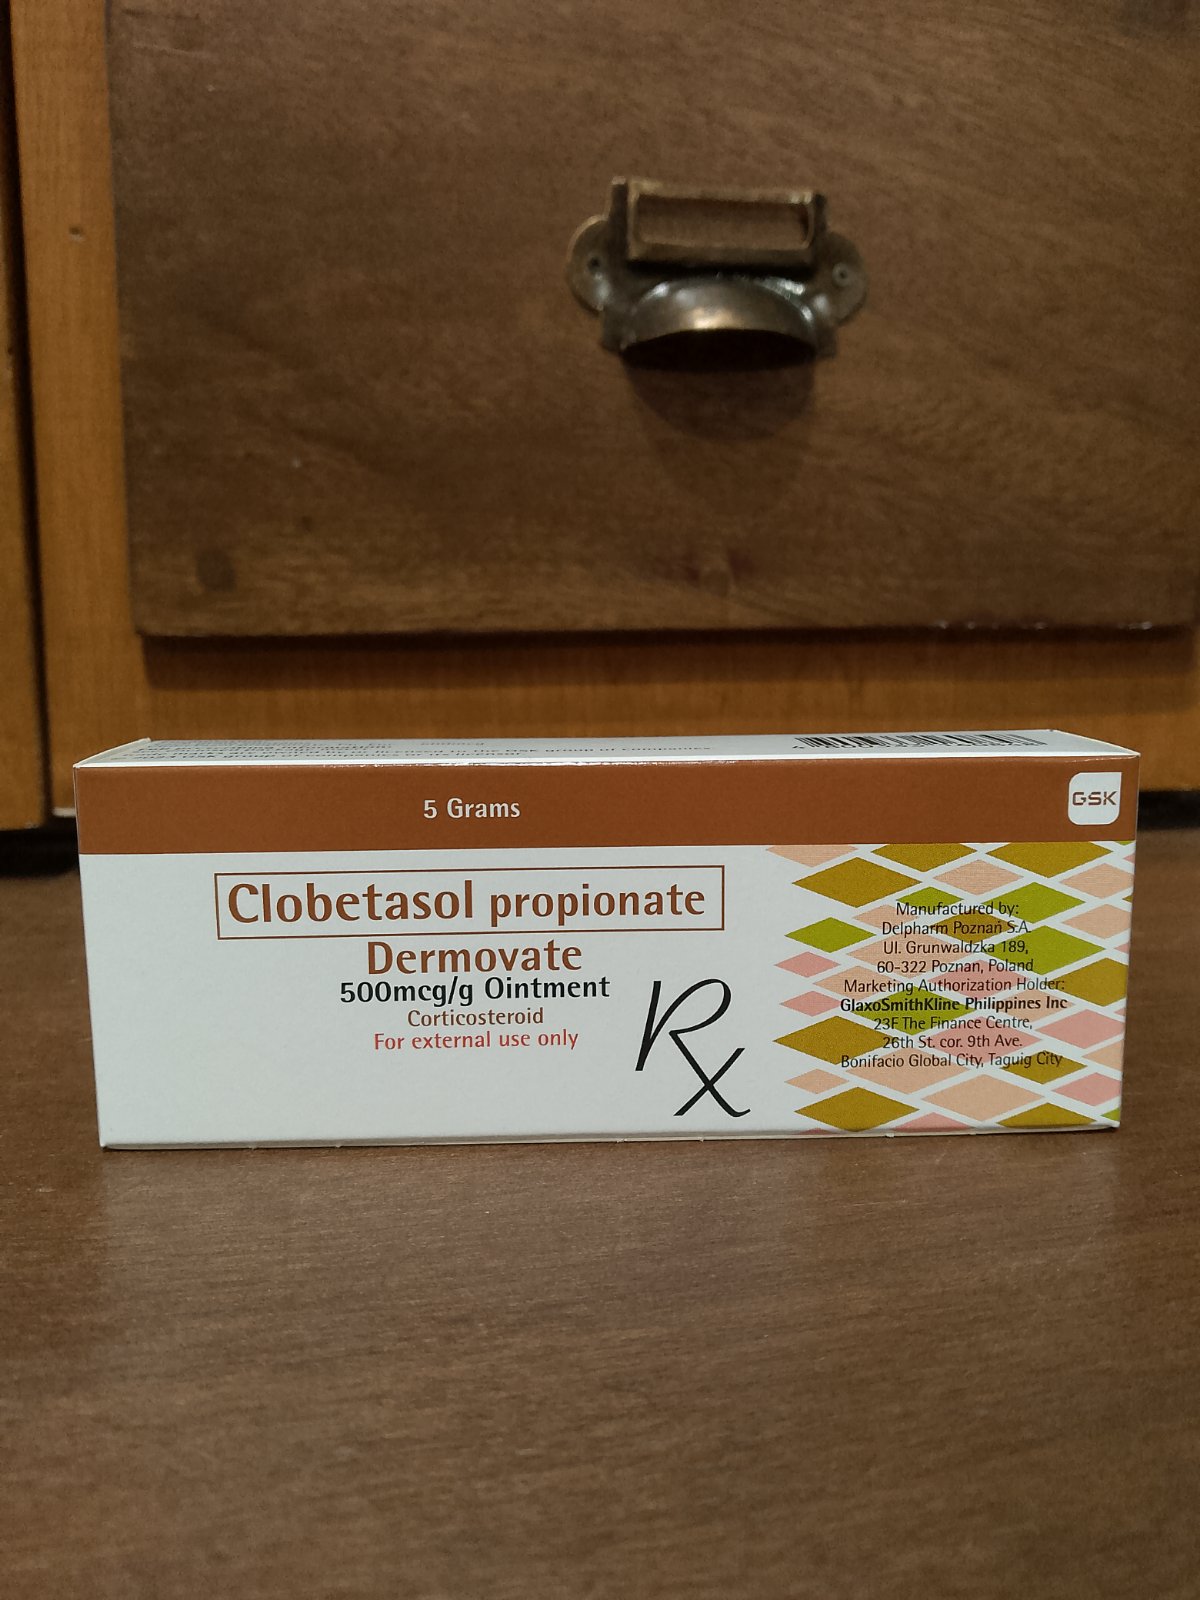 5 Grams
GSK
Clobetasol propionate
Dermovate
500mcg/g Ointment
Corticosteroid
For external use only
Rx
Manufactured by:
Delpharm Poznań S.A.
Ul. Grunwaldzka 189,
60-322 Poznan, Poland
Marketing Authorization Holder:
GlaxoSmithKline Philippines Inc
23F The Finance Centre,
26th St. cor. 9th Ave.
Bonifacio Global City, Taguig City